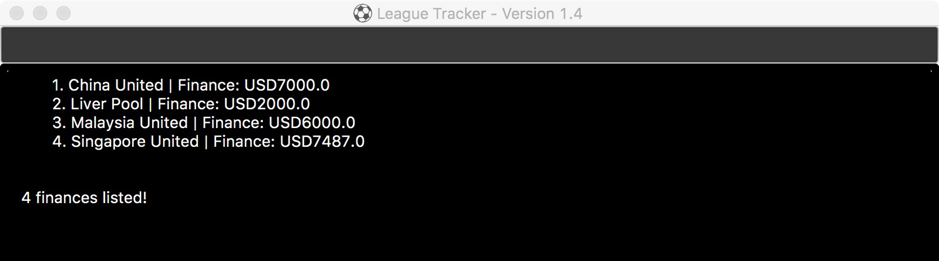 League Tracker - Version 1.4
1. China United | Finance: USD7000.0
2. Liver Pool | Finance: USD2000.0
3. Malaysia United | Finance: USD6000.0
4. Singapore United | Finance: USD7487.0
4 finances listed!